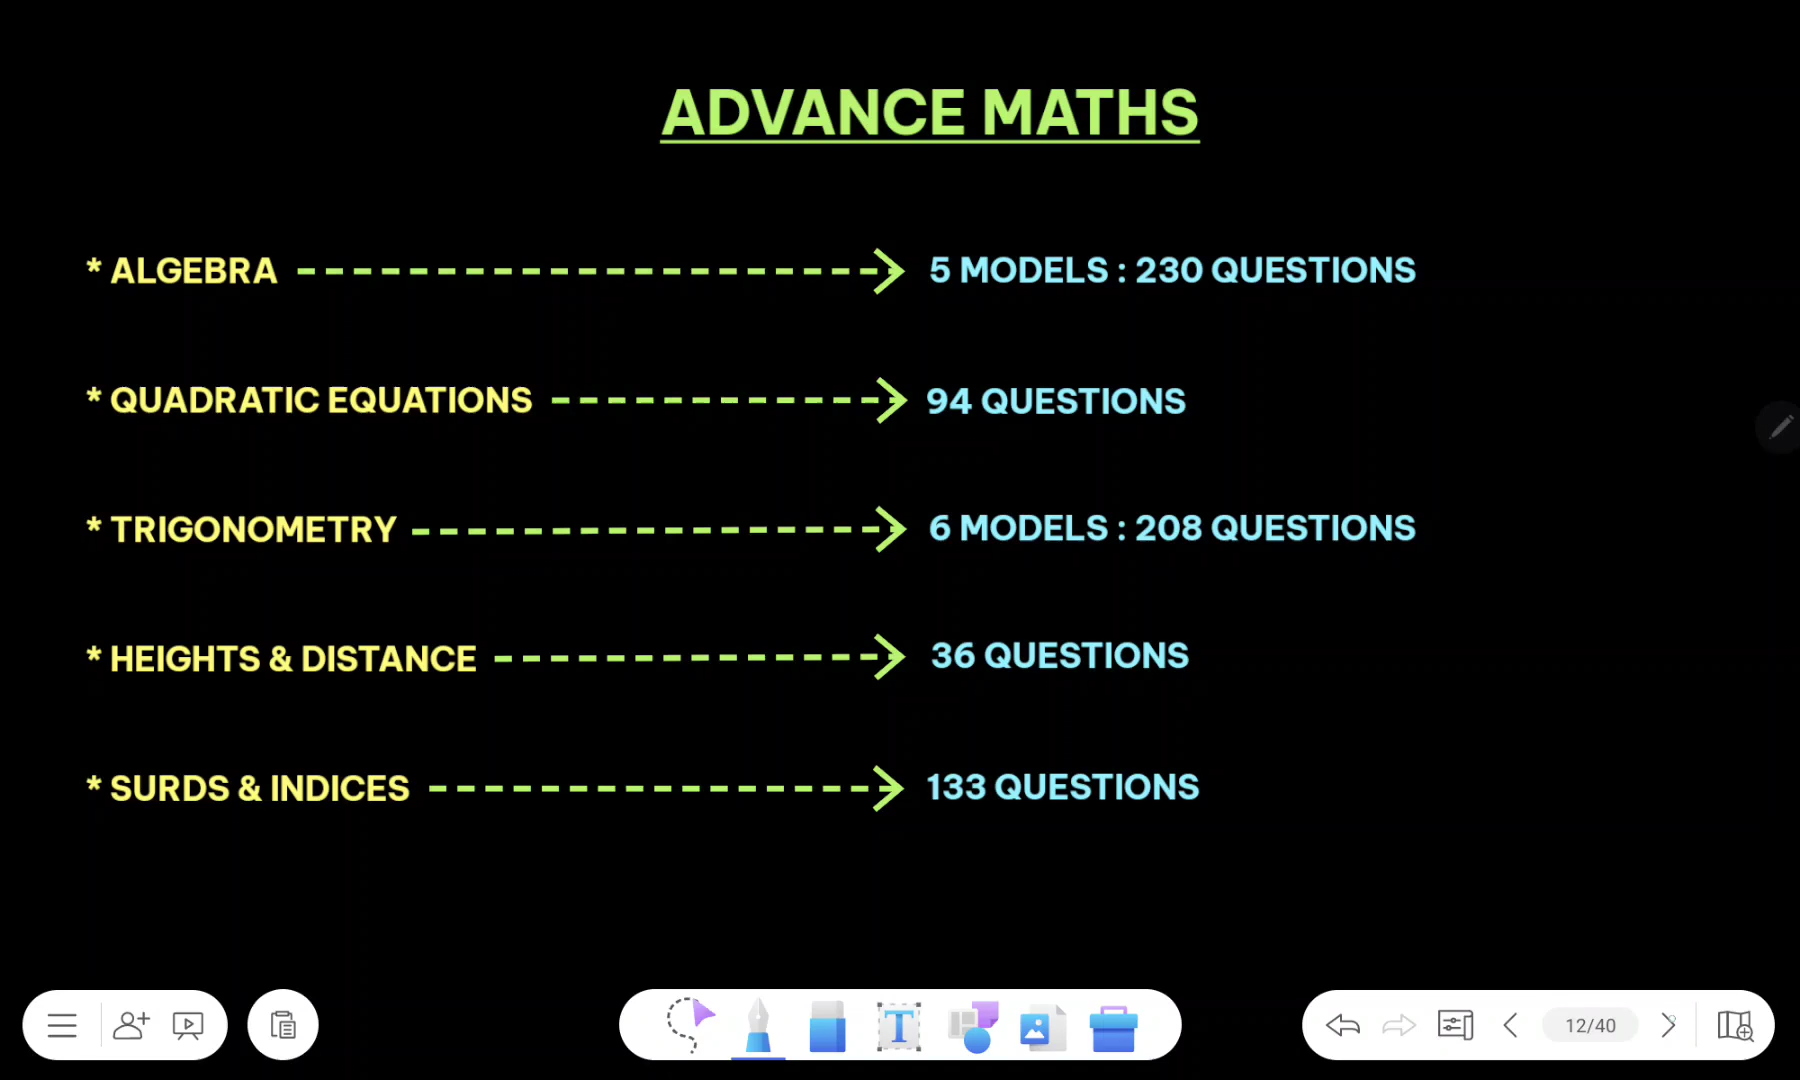 ADVANCE MATHS
* ALGEBRA 5 MODELS : 230 QUESTIONS
* QUADRATIC EQUATIONS 94 QUESTIONS
* TRIGONOMETRY 6 MODELS : 208 QUESTIONS
* HEIGHTS & DISTANCE 36 QUESTIONS
* SURDS & INDICES 133 QUESTIONS
T
12/40